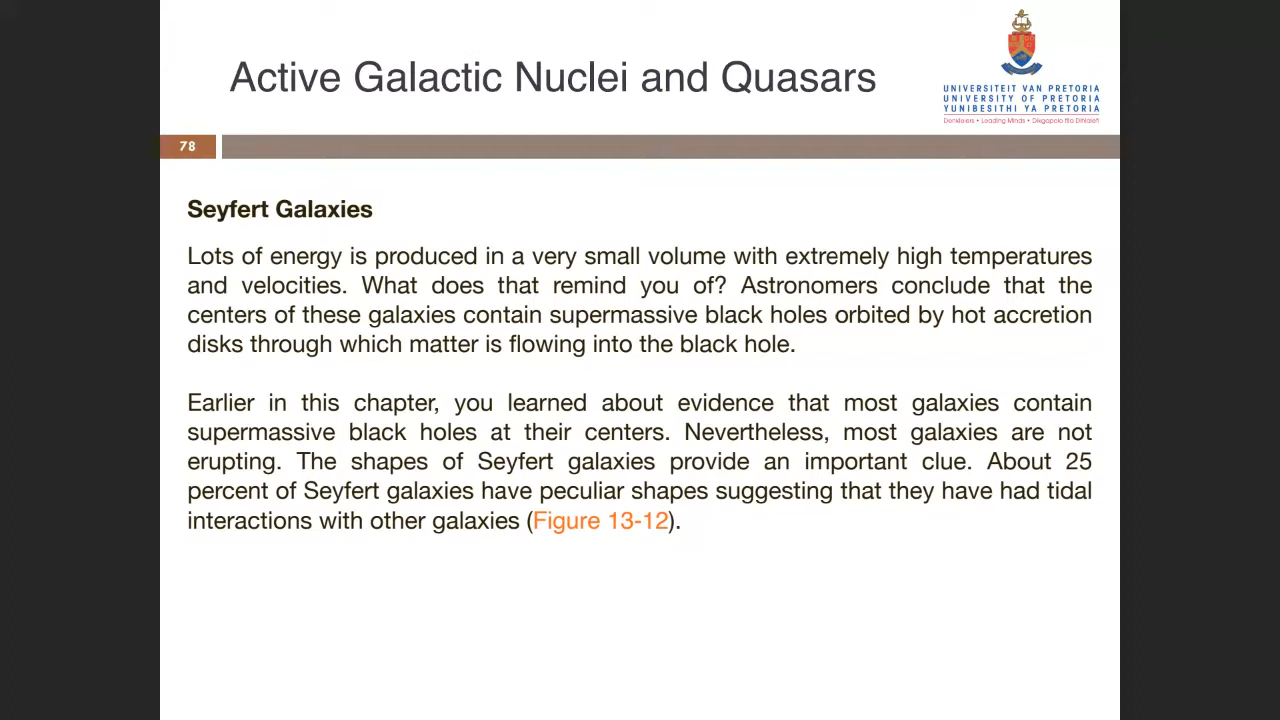 Active Galactic Nuclei and Quasars
UNIVERSITEIT VAN PRETORIA
UNIVERSITY OF PRETORIA
YUNIBESITHI YA PRETORIA
Denkleiers • Leading Minds • Dikgopolo tša Dihlalefi
78
Seyfert Galaxies
Lots of energy is produced in a very small volume with extremely high temperatures
and velocities. What does that remind you of? Astronomers conclude that the
centers of these galaxies contain supermassive black holes orbited by hot accretion
disks through which matter is flowing into the black hole.
Earlier in this chapter, you learned about evidence that most galaxies contain
supermassive black holes at their centers. Nevertheless, most galaxies are not
erupting. The shapes of Seyfert galaxies provide an important clue. About 25
percent of Seyfert galaxies have peculiar shapes suggesting that they have had tidal
interactions with other galaxies (Figure 13-12).